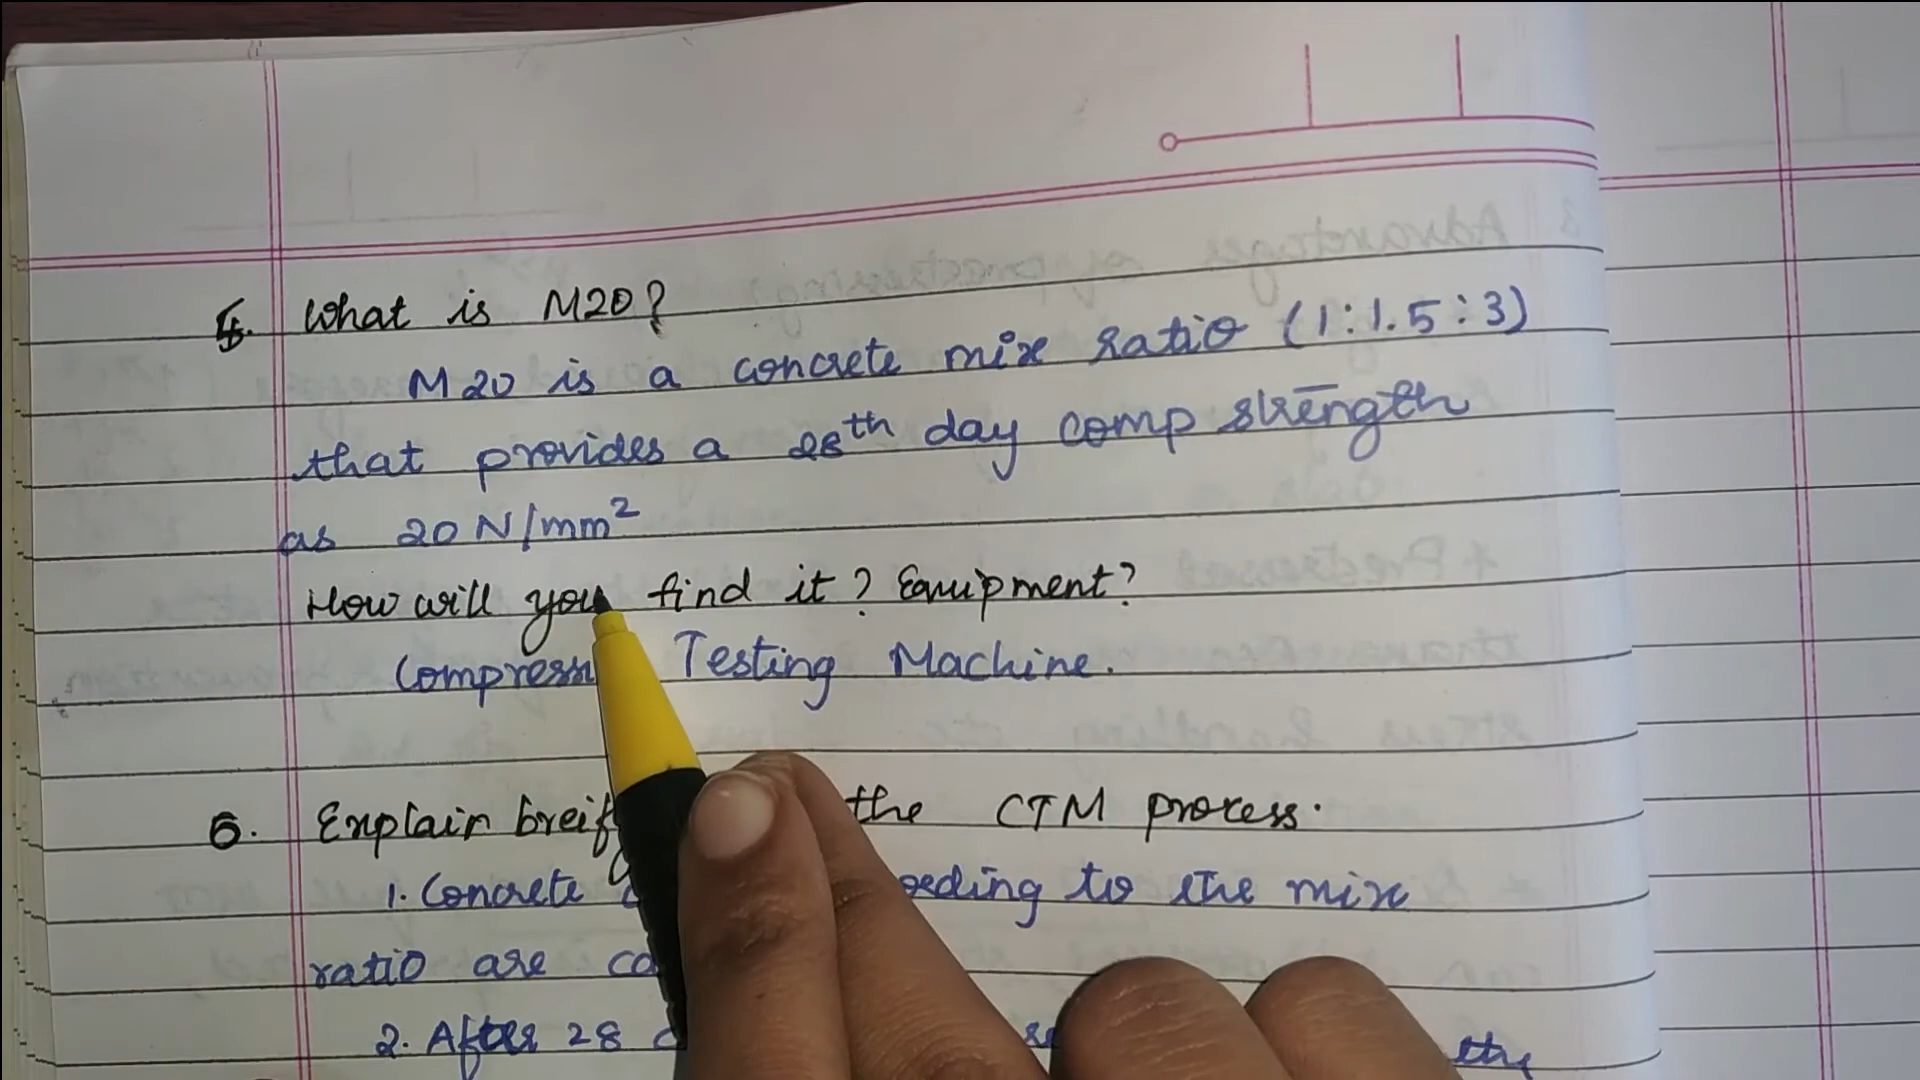 5. What is M20?
M20 is a concrete mix ratio (1:1.5:3)
that provides a 28th day comp strength
as 20 N/mm²
How will you find it? Equipment?
Testing Machine.
6. Explain the CTM process.
1. Concrete to the mix
ratio are
2. After 28 the